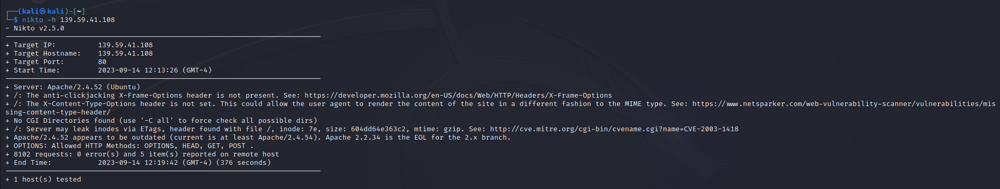 ┌──(kali㉿kali)-[~]
└─$ nikto -h 139.59.41.108
- Nikto v2.5.0
---------------------------------------------------------------------------
+ Target IP:          139.59.41.108
+ Target Hostname:    139.59.41.108
+ Target Port:        80
+ Start Time:         2023-09-14 12:13:26 (GMT-4)
---------------------------------------------------------------------------
+ Server: Apache/2.4.52 (Ubuntu)
+ /: The anti-clickjacking X-Frame-Options header is not present. See: https://developer.mozilla.org/en-US/docs/Web/HTTP/Headers/X-Frame-Options
+ /: The X-Content-Type-Options header is not set. This could allow the user agent to render the content of the site in a different fashion to the MIME type. See: https://www.netsparker.com/web-vulnerability-scanner/vulnerabilities/mis
sing-content-type-header/
+ No CGI Directories found (use '-C all' to force check all possible dirs)
+ /: Server may leak inodes via ETags, header found with file /, inode: 7e, size: 604dd64e363c2, mtime: gzip. See: http://cve.mitre.org/cgi-bin/cvename.cgi?name=CVE-2003-1418
+ Apache/2.4.52 appears to be outdated (current is at least Apache/2.4.54). Apache 2.2.34 is the EOL for the 2.x branch.
+ OPTIONS: Allowed HTTP Methods: OPTIONS, HEAD, GET, POST .
+ 8102 requests: 0 error(s) and 5 item(s) reported on remote host
+ End Time:           2023-09-14 12:19:42 (GMT-4) (376 seconds)
---------------------------------------------------------------------------
+ 1 host(s) tested